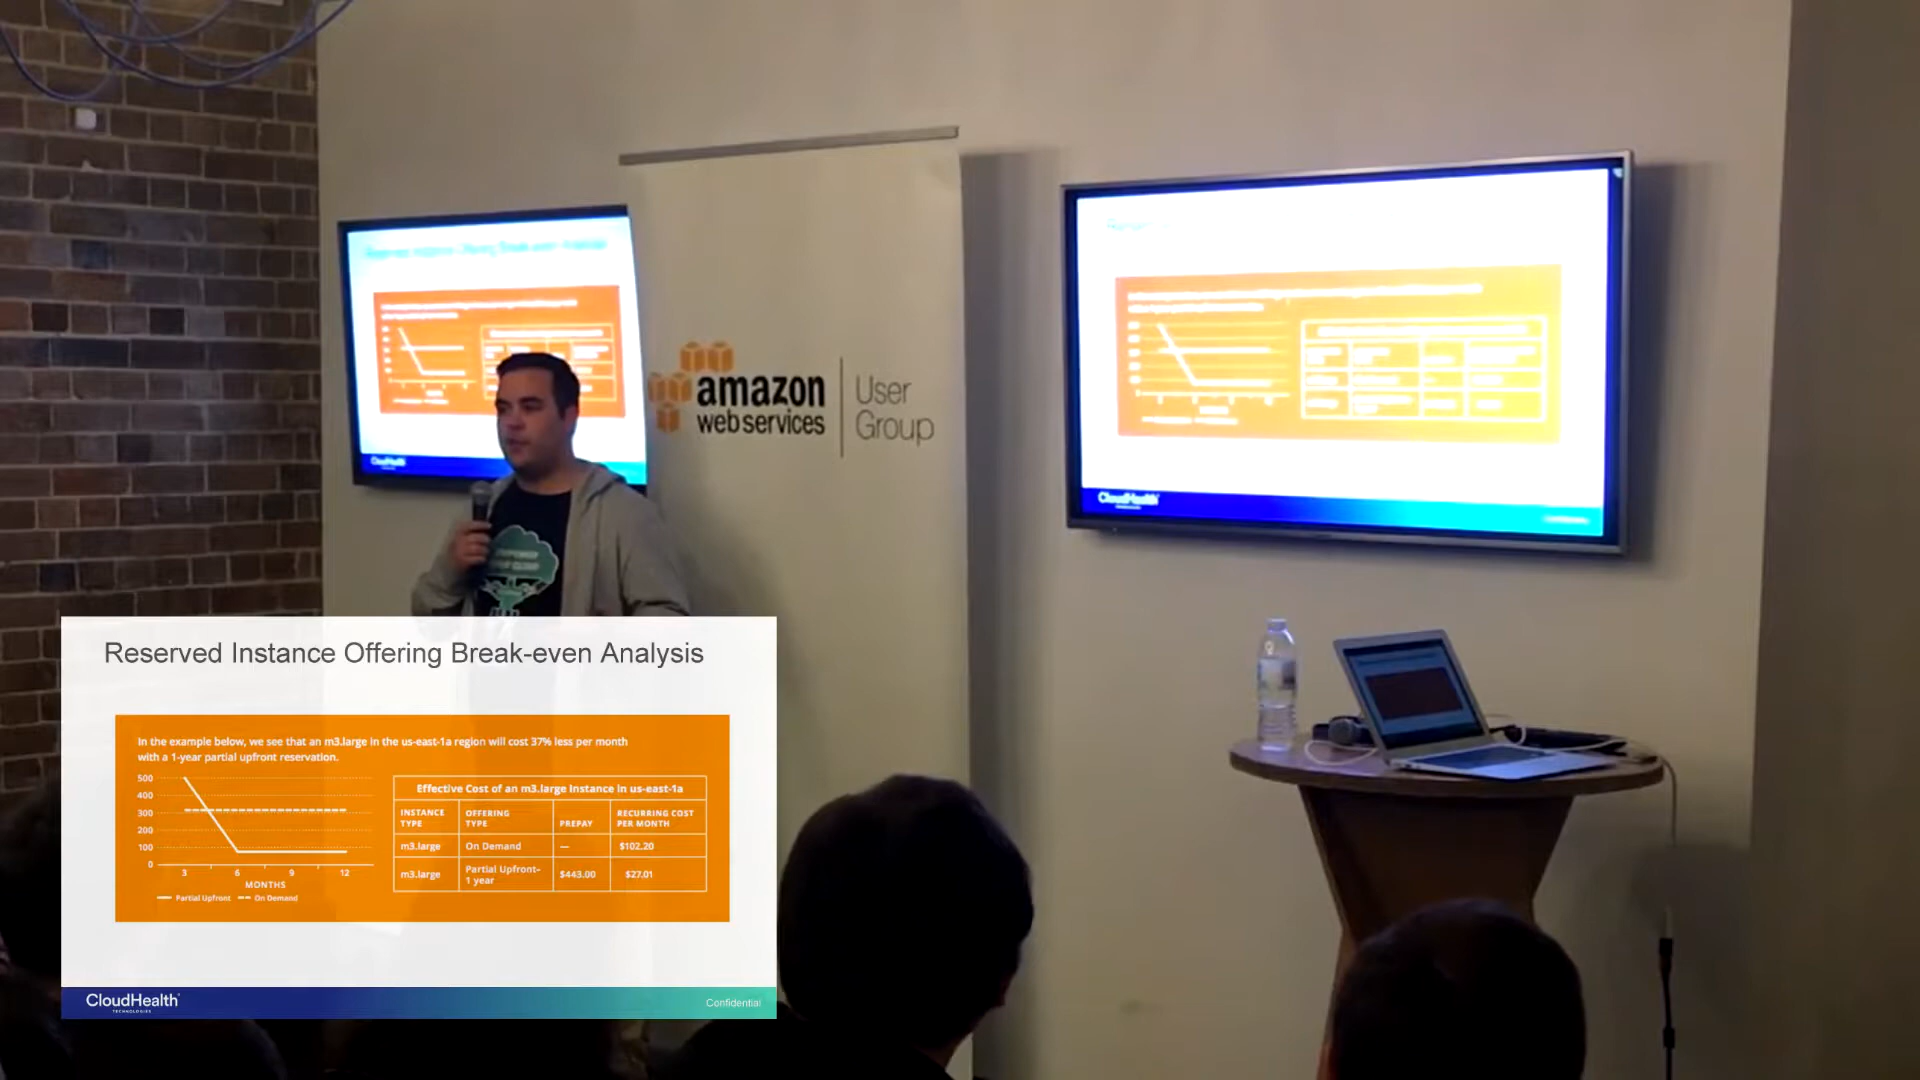 amazon
web services
User
Group
CloudHealth
CloudHealth
Reserved Instance Offering Break-even Analysis
In the example below, we see that an m3.large in the us-east-1a region will cost 37% less per month
with a 1-year partial upfront reservation.
500
400
300
200
100
0
3 6 9 12
MONTHS
Partial Upfront On Demand
Effective Cost of an m3.large Instance in us-east-1a
INSTANCE TYPE OFFERING TYPE PREPAY RECURRING COST PER MONTH
m3.large On Demand — $102.20
m3.large Partial Upfront– 1 year $443.00 $27.01
CloudHealth
TECHNOLOGIES
Confidential